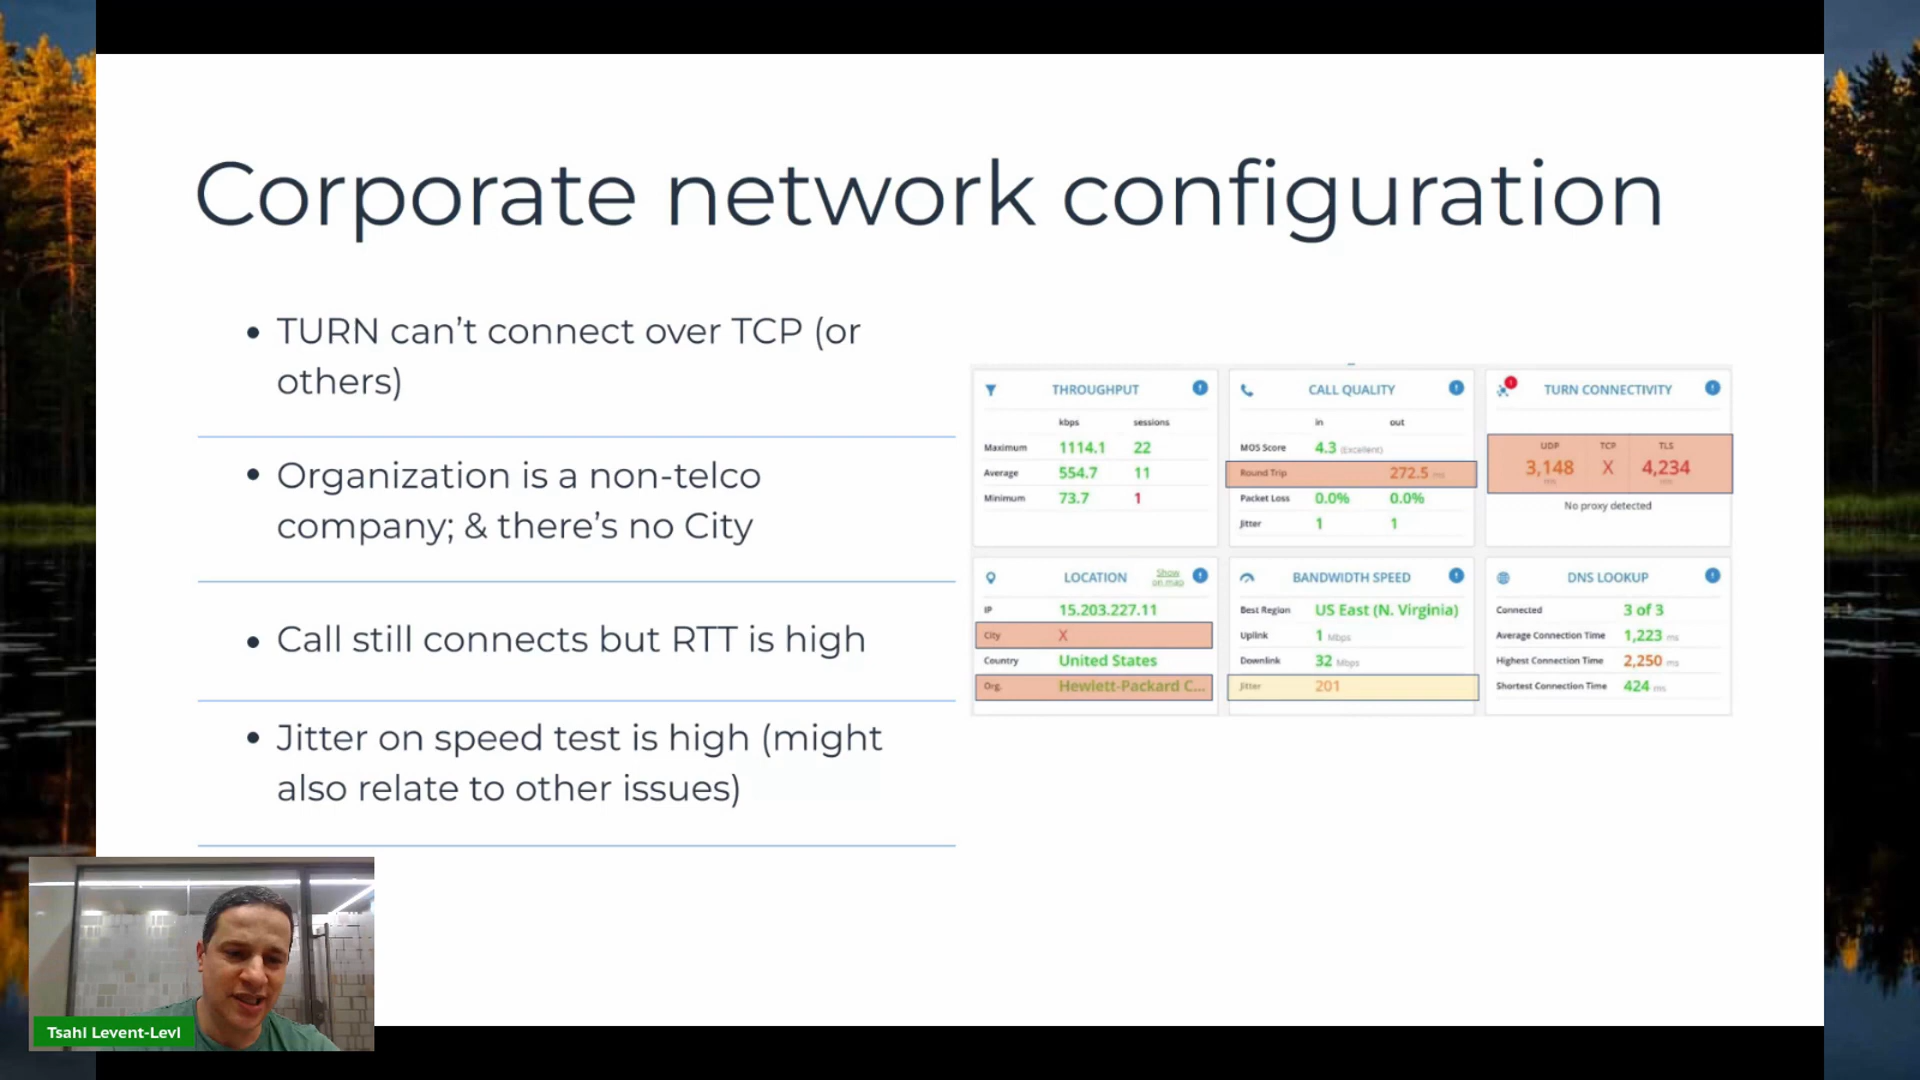 Corporate network configuration
• TURN can’t connect over TCP (or
others)
• Organization is a non-telco
company; & there’s no City
• Call still connects but RTT is high
• Jitter on speed test is high (might
also relate to other issues)
THROUGHPUT
kbps sessions
Maximum 1114.1 22
Average 554.7 11
Minimum 73.7 1
CALL QUALITY
in out
MOS Score 4.3 (Excellent)
Round Trip 272.5 ms
Packet Loss 0.0% 0.0%
Jitter 1 1
TURN CONNECTIVITY
UDP TCP TLS
3,148 X 4,234
ms ms
No proxy detected
LOCATION Show
on map
IP 15.203.227.11
City X
Country United States
Org. Hewlett-Packard C...
BANDWIDTH SPEED
Best Region US East (N. Virginia)
Uplink 1 Mbps
Downlink 32 Mbps
Jitter 201
DNS LOOKUP
Connected 3 of 3
Average Connection Time 1,223 ms
Highest Connection Time 2,250 ms
Shortest Connection Time 424 ms
Tsahi Levent-Levi